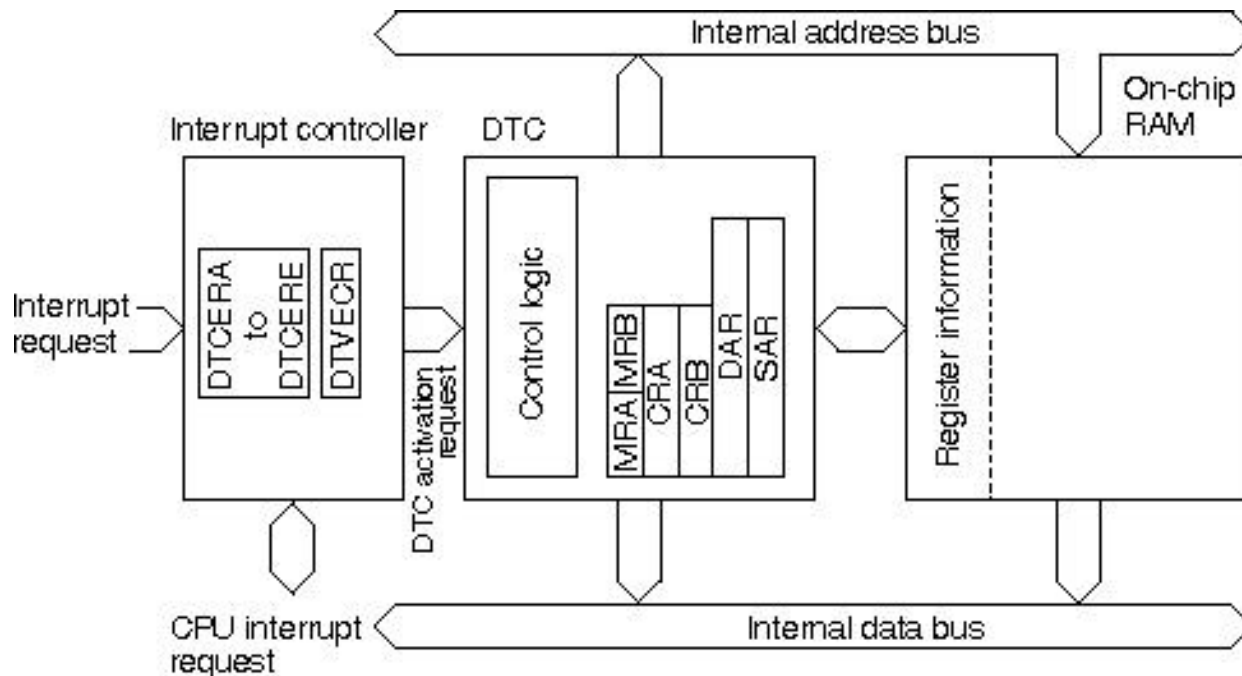 Internal address bus
On-chip
RAM
Interrupt controller
DTC
Interrupt
request
DTCERA
to
DTCERE
DTVECR
DTC activation
request
Control logic
MRA
MRB
CRA
CRB
DAR
SAR
Register information
CPU interrupt
request
Internal data bus